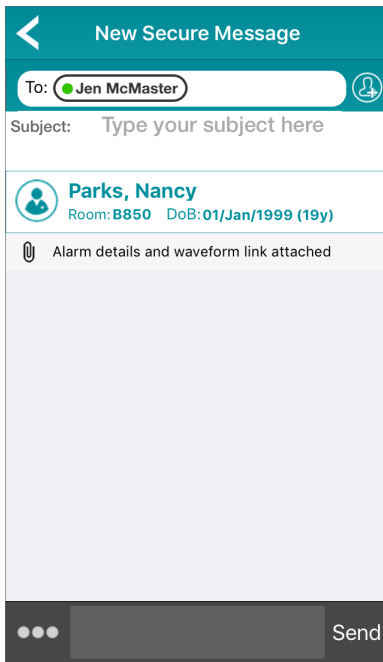 New Secure Message
To: Jen McMaster
Subject: Type your subject here
Parks, Nancy
Room: B850 DoB: 01/Jan/1999 (19y)
Alarm details and waveform link attached
Send